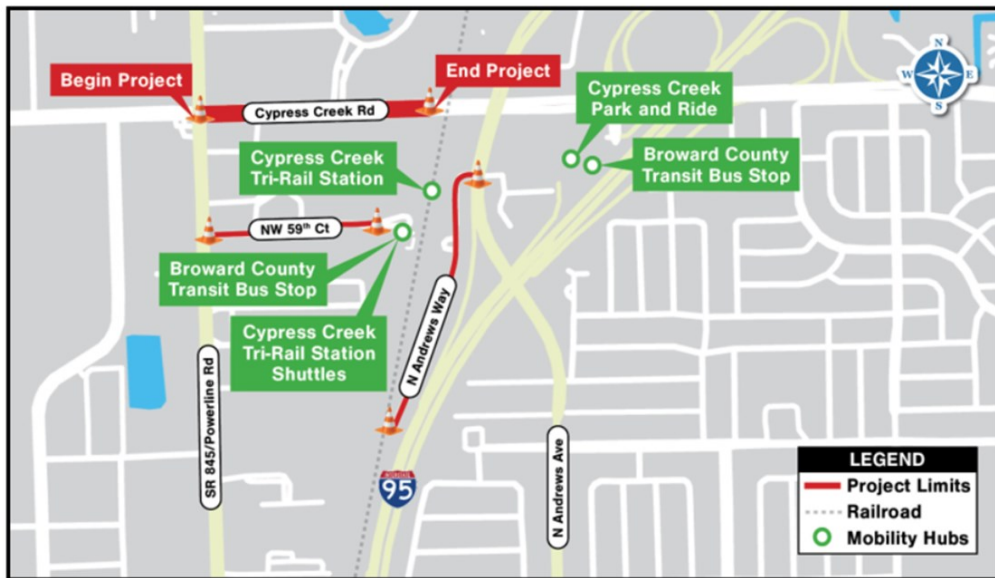 N
W
E
S
Begin Project
End Project
Cypress Creek Rd
Cypress Creek
Park and Ride
Cypress Creek
Tri-Rail Station
Broward County
Transit Bus Stop
NW 59th Ct
Broward County
Transit Bus Stop
Cypress Creek
Tri-Rail Station
Shuttles
N Andrews Way
SR 845/Powerline Rd
95
N Andrews Ave
LEGEND
Project Limits
Railroad
Mobility Hubs